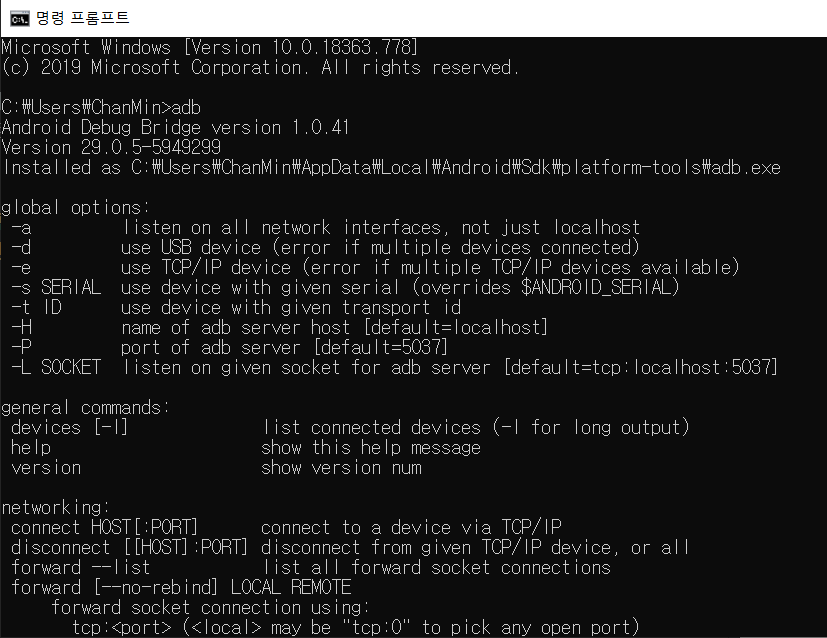 명령 프롬프트
Microsoft Windows [Version 10.0.18363.778]
(c) 2019 Microsoft Corporation. All rights reserved.
C:₩Users₩ChanMin>adb
Android Debug Bridge version 1.0.41
Version 29.0.5-5949299
Installed as C:₩Users₩ChanMin₩AppData₩Local₩Android₩Sdk₩platform-tools₩adb.exe
global options:
-a listen on all network interfaces, not just localhost
-d use USB device (error if multiple devices connected)
-e use TCP/IP device (error if multiple TCP/IP devices available)
-s SERIAL use device with given serial (overrides $ANDROID_SERIAL)
-t ID use device with given transport id
-H name of adb server host [default=localhost]
-P port of adb server [default=5037]
-L SOCKET listen on given socket for adb server [default=tcp:localhost:5037]
general commands:
devices [-l] list connected devices (-l for long output)
help show this help message
version show version num
networking:
connect HOST[:PORT] connect to a device via TCP/IP
disconnect [[HOST]:PORT] disconnect from given TCP/IP device, or all
forward --list list all forward socket connections
forward [--no-rebind] LOCAL REMOTE
forward socket connection using:
tcp:<port> (<local> may be "tcp:0" to pick any open port)